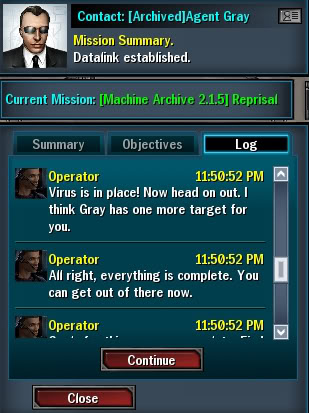 Contact: [Archived]Agent Gray
Mission Summary.
Datalink established.
Current Mission: [Machine Archive 2.1.5] Reprisal
Summary
Objectives
Log
Operator 11:50:52 PM
Virus is in place! Now head on out. I
think Gray has one more target for
you.
Operator 11:50:52 PM
All right, everything is complete. You
can get out of there now.
Operator 11:50:52 PM
Continue
Close